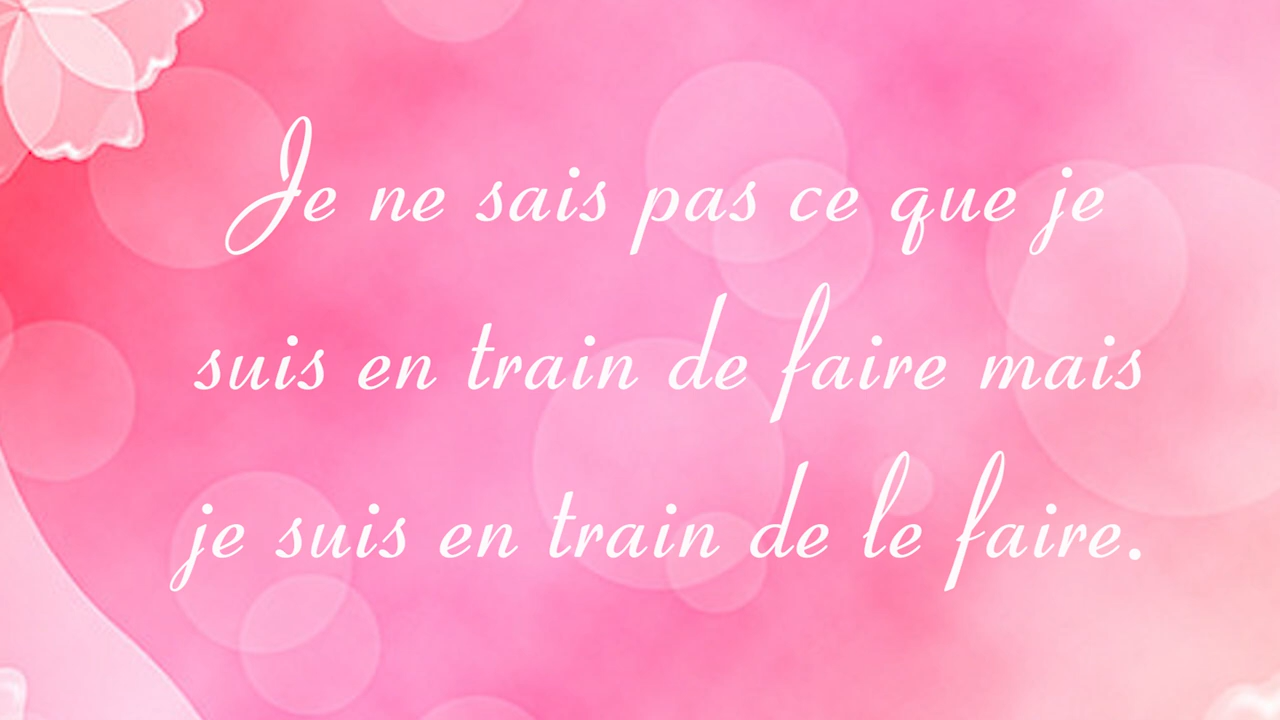 Je ne sais pas ce que je
suis en train de faire mais
je suis en train de le faire.